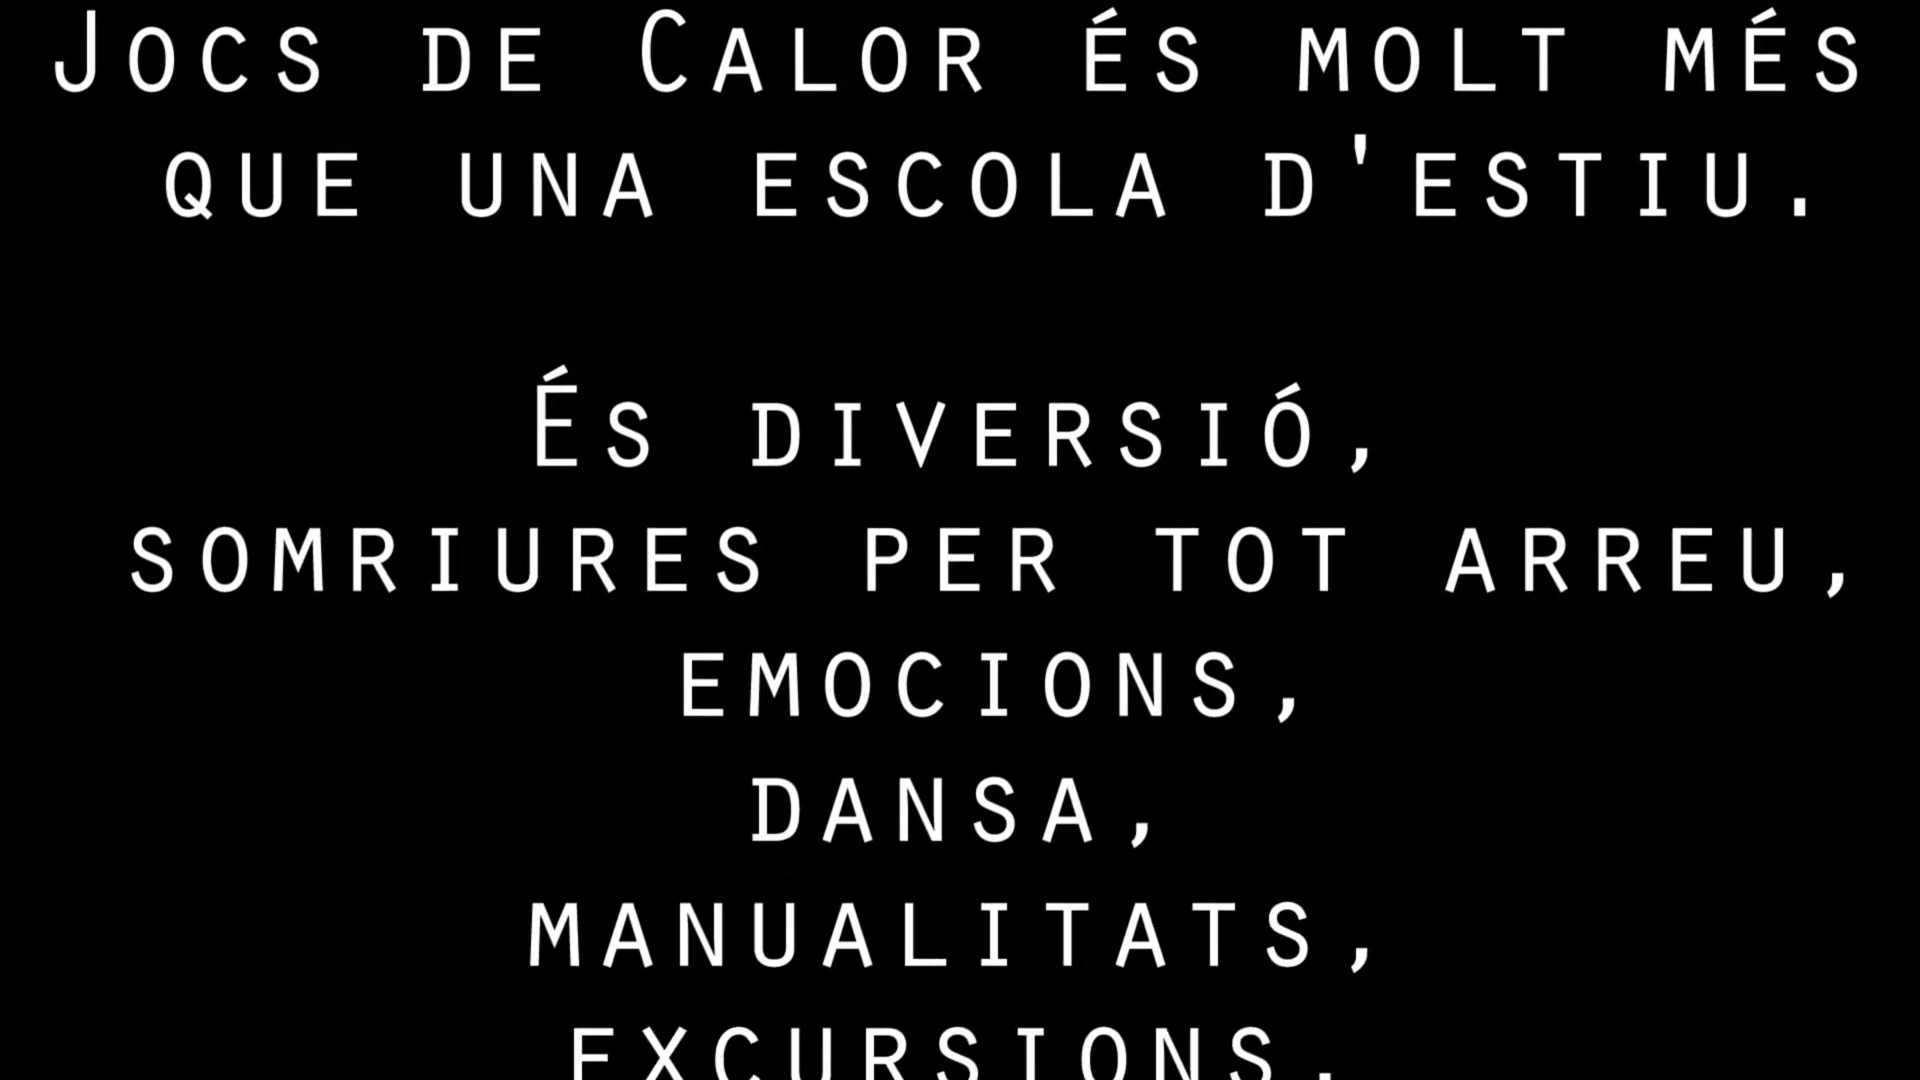 Jocs de Calor és molt més
que una escola d'estiu.
És diversió,
somriures per tot arreu,
emocions,
dansa,
manualitats,
excursions,